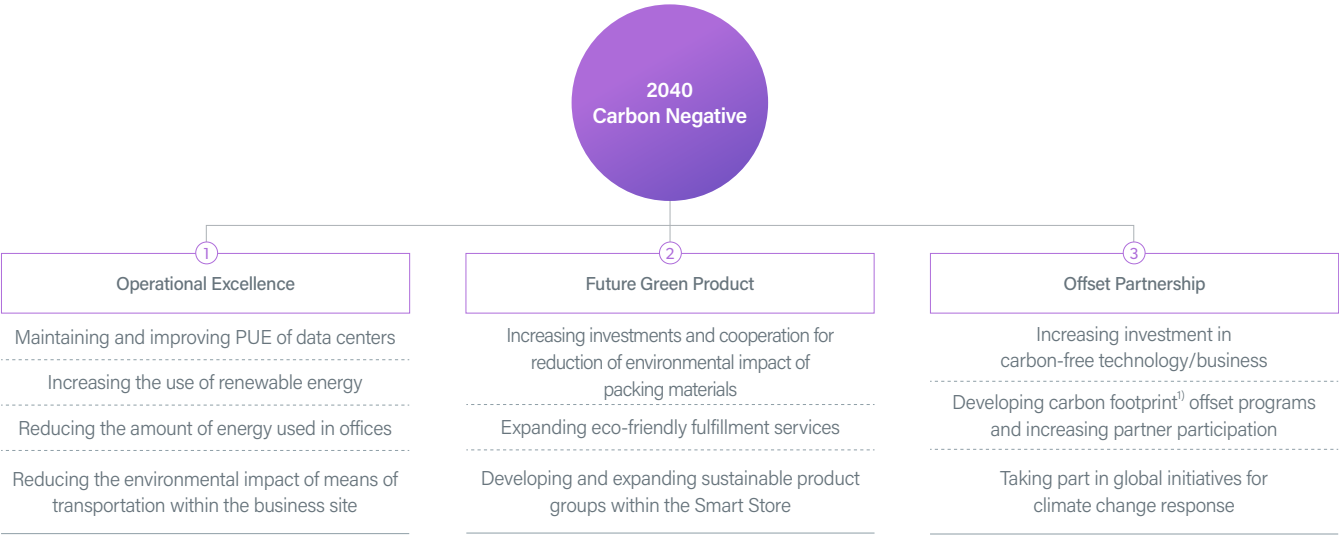 2040
Carbon Negative
1
Operational Excellence
Maintaining and improving PUE of data centers
Increasing the use of renewable energy
Reducing the amount of energy used in offices
Reducing the environmental impact of means of
transportation within the business site
2
Future Green Product
Increasing investments and cooperation for
reduction of environmental impact of
packing materials
Expanding eco-friendly fulfillment services
Developing and expanding sustainable product
groups within the Smart Store
3
Offset Partnership
Increasing investment in
carbon-free technology/business
Developing carbon footprint1) offset programs
and increasing partner participation
Taking part in global initiatives for
climate change response